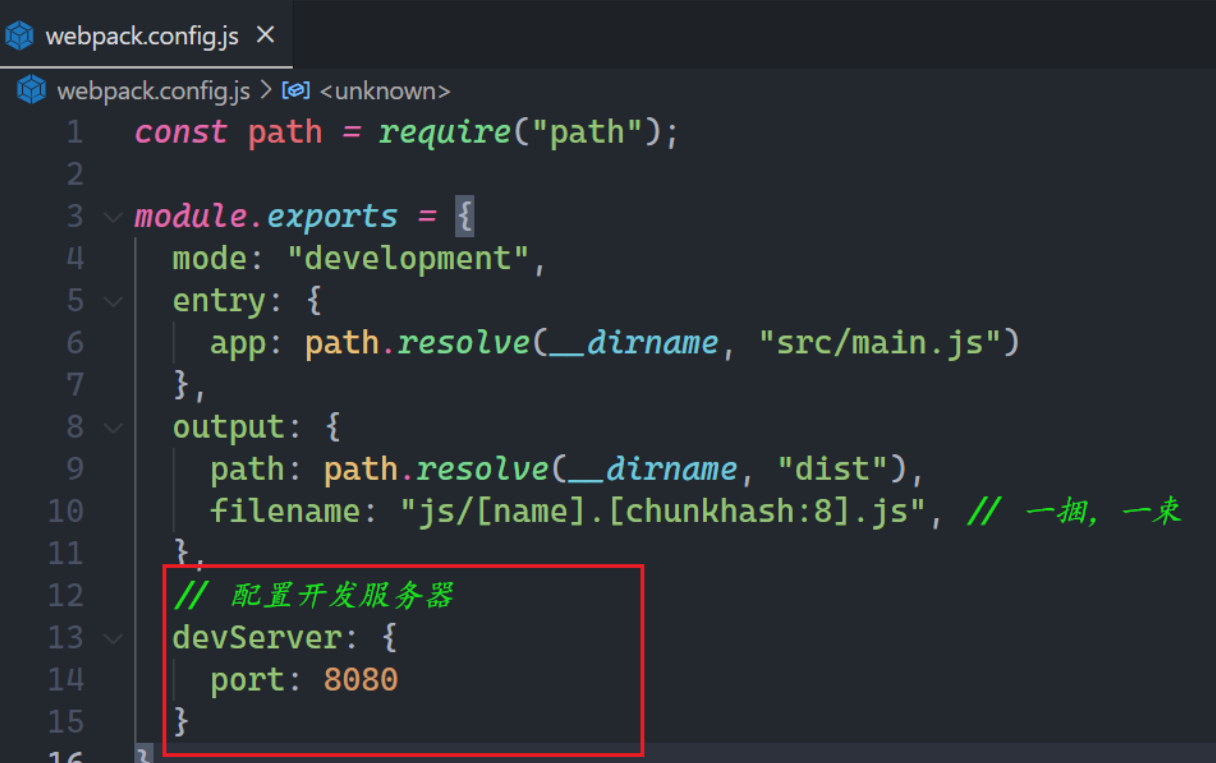 webpack.config.js ×
webpack.config.js > <unknown>
1 const path = require("path");
2
3 module.exports = {
4 mode: "development",
5 entry: {
6 app: path.resolve(__dirname, "src/main.js")
7 },
8 output: {
9 path: path.resolve(__dirname, "dist"),
10 filename: "js/[name].[chunkhash:8].js", // 一捆，一束
11 },
12 // 配置开发服务器
13 devServer: {
14 port: 8080
15 }
16 }